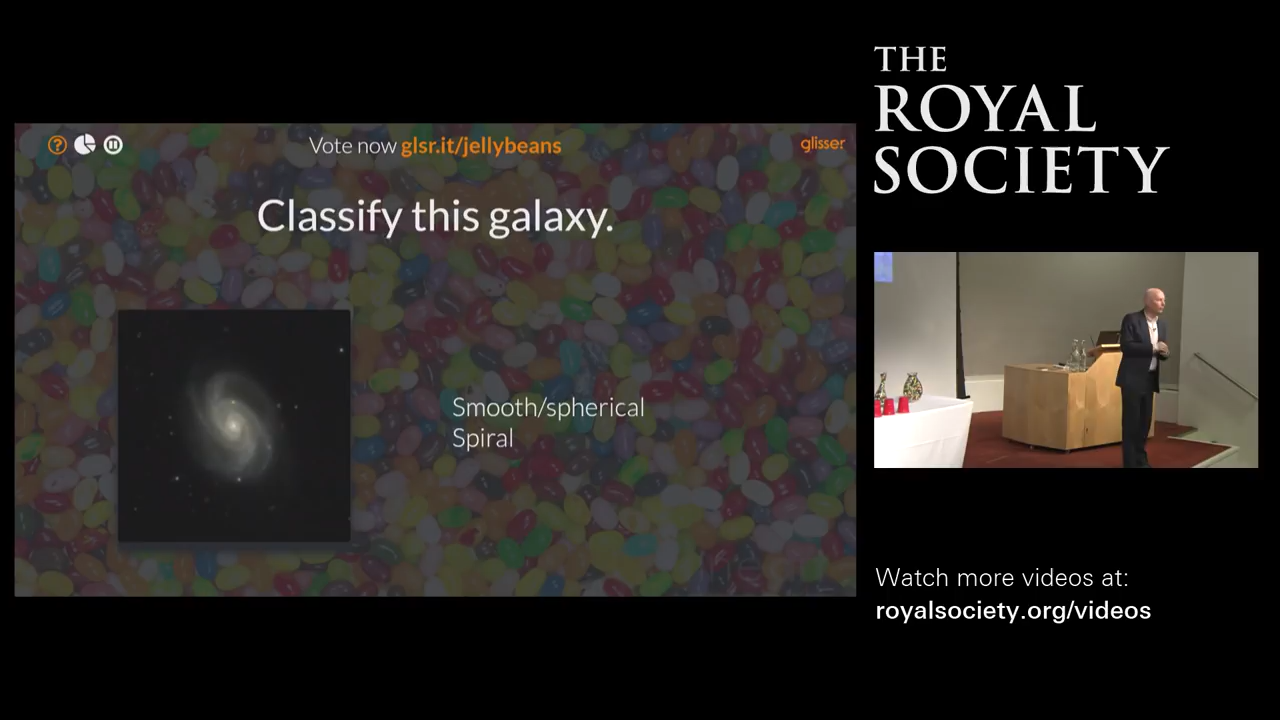 Vote now glsr.it/jellybeans
glisser
Classify this galaxy.
Smooth/spherical
Spiral
THE
ROYAL
SOCIETY
Watch more videos at:
royalsociety.org/videos